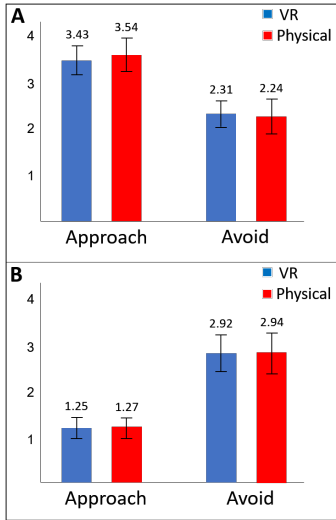 A
VR
Physical
4
3
2
1
3.43
3.54
2.31
2.24
Approach
Avoid
B
VR
Physical
4
3
2
1
1.25
1.27
2.92
2.94
Approach
Avoid